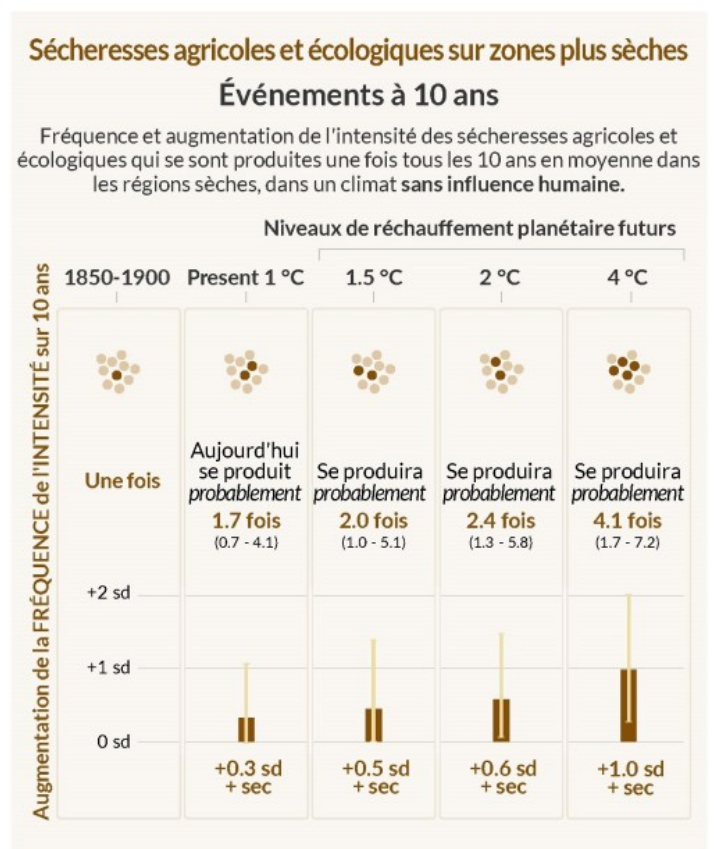 Sécheresses agricoles et écologiques sur zones plus sèches
Événements à 10 ans
Fréquence et augmentation de l'intensité des sécheresses agricoles et
écologiques qui se sont produites une fois tous les 10 ans en moyenne dans
les régions sèches, dans un climat sans influence humaine.
Niveaux de réchauffement planétaire futurs
1850-1900 Present 1 °C 1.5 °C 2 °C 4 °C
Augmentation de la FRÉQUENCE de l'INTENSITÉ sur 10 ans
Une fois
Aujourd'hui
se produit
probablement
1.7 fois
(0.7 - 4.1)
Se produira
probablement
2.0 fois
(1.0 - 5.1)
Se produira
probablement
2.4 fois
(1.3 - 5.8)
Se produira
probablement
4.1 fois
(1.7 - 7.2)
+2 sd
+1 sd
0 sd
+0.3 sd
+ sec
+0.5 sd
+ sec
+0.6 sd
+ sec
+1.0 sd
+ sec